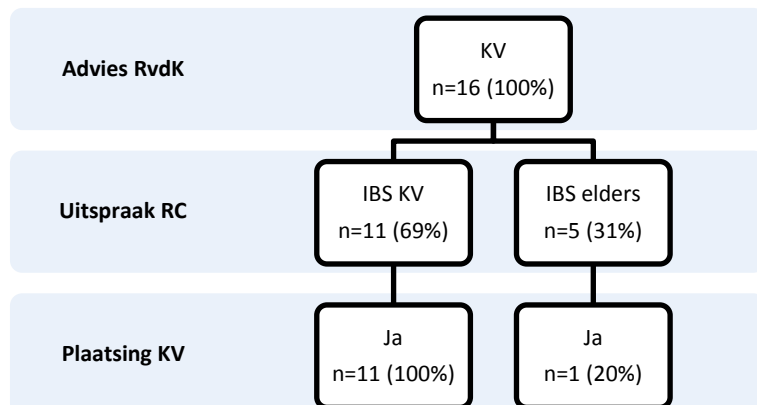 Advies RvdK
KV
n=16 (100%)
Uitspraak RC
IBS KV
n=11 (69%)
IBS elders
n=5 (31%)
Plaatsing KV
Ja
n=11 (100%)
Ja
n=1 (20%)